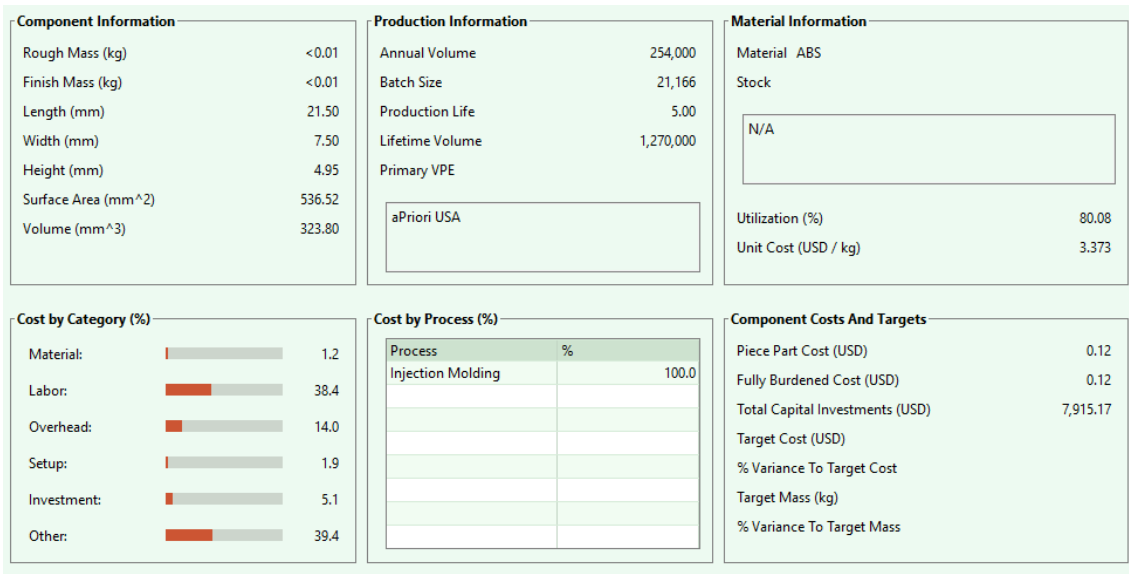 Component Information
Rough Mass (kg) <0.01
Finish Mass (kg) <0.01
Length (mm) 21.50
Width (mm) 7.50
Height (mm) 4.95
Surface Area (mm^2) 536.52
Volume (mm^3) 323.80
Production Information
Annual Volume 254,000
Batch Size 21,166
Production Life 5.00
Lifetime Volume 1,270,000
Primary VPE
aPriori USA
Material Information
Material ABS
Stock
N/A
Utilization (%) 80.08
Unit Cost (USD / kg) 3.373
Cost by Category (%)
Material: 1.2
Labor: 38.4
Overhead: 14.0
Setup: 1.9
Investment: 5.1
Other: 39.4
Cost by Process (%)
Process %
Injection Molding 100.0
Component Costs And Targets
Piece Part Cost (USD) 0.12
Fully Burdened Cost (USD) 0.12
Total Capital Investments (USD) 7,915.17
Target Cost (USD)
% Variance To Target Cost
Target Mass (kg)
% Variance To Target Mass